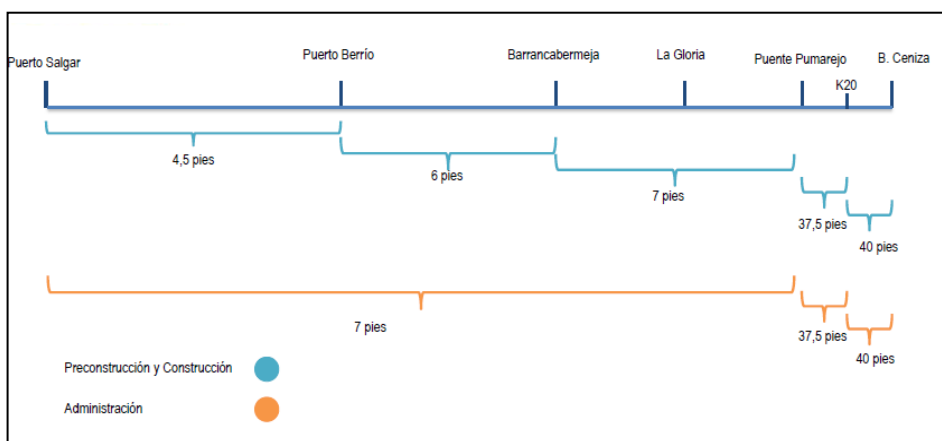 Puerto Salgar
Puerto Berrío
Barrancabermeja
La Gloria
Puente Pumarejo
K20
B. Ceniza
4,5 pies
6 pies
7 pies
37,5 pies
40 pies
7 pies
37,5 pies
40 pies
Preconstrucción y Construcción
Administración